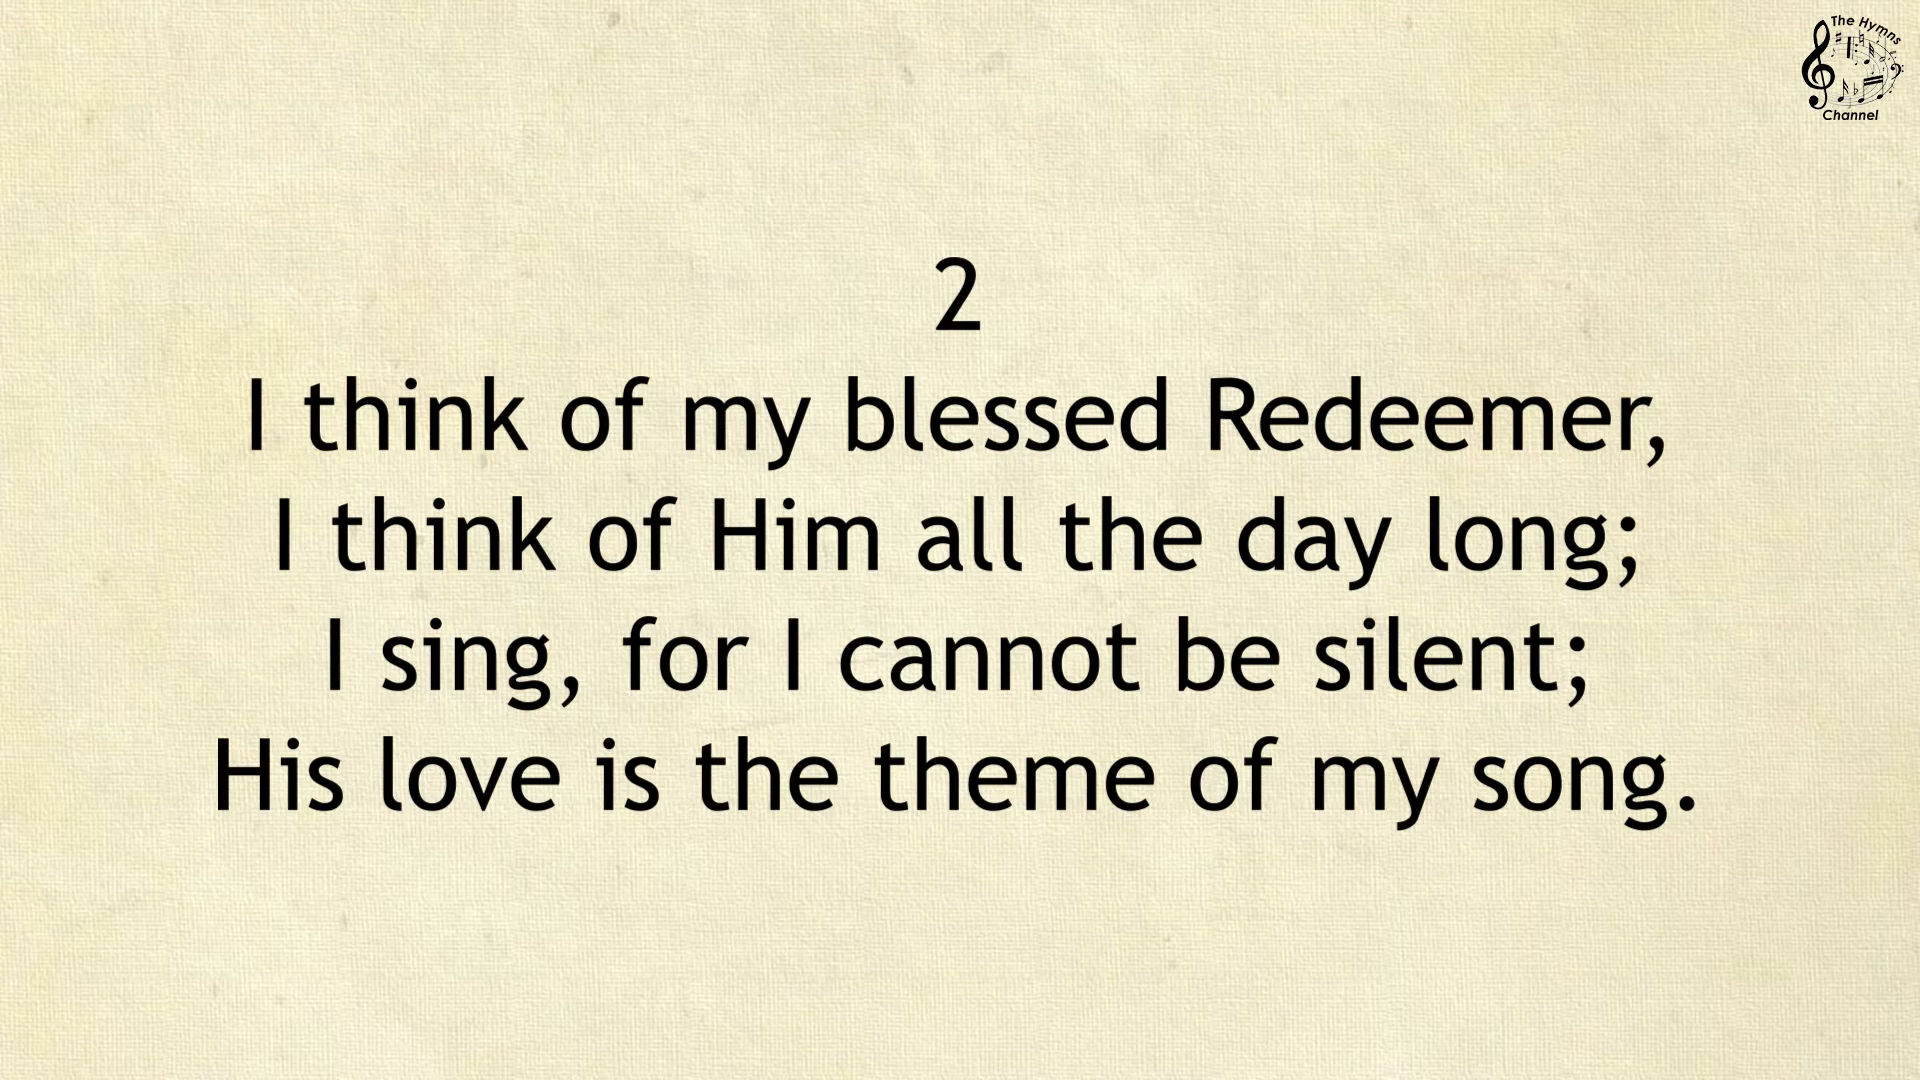 The Hymns
Channel
2
I think of my blessed Redeemer,
I think of Him all the day long;
I sing, for I cannot be silent;
His love is the theme of my song.